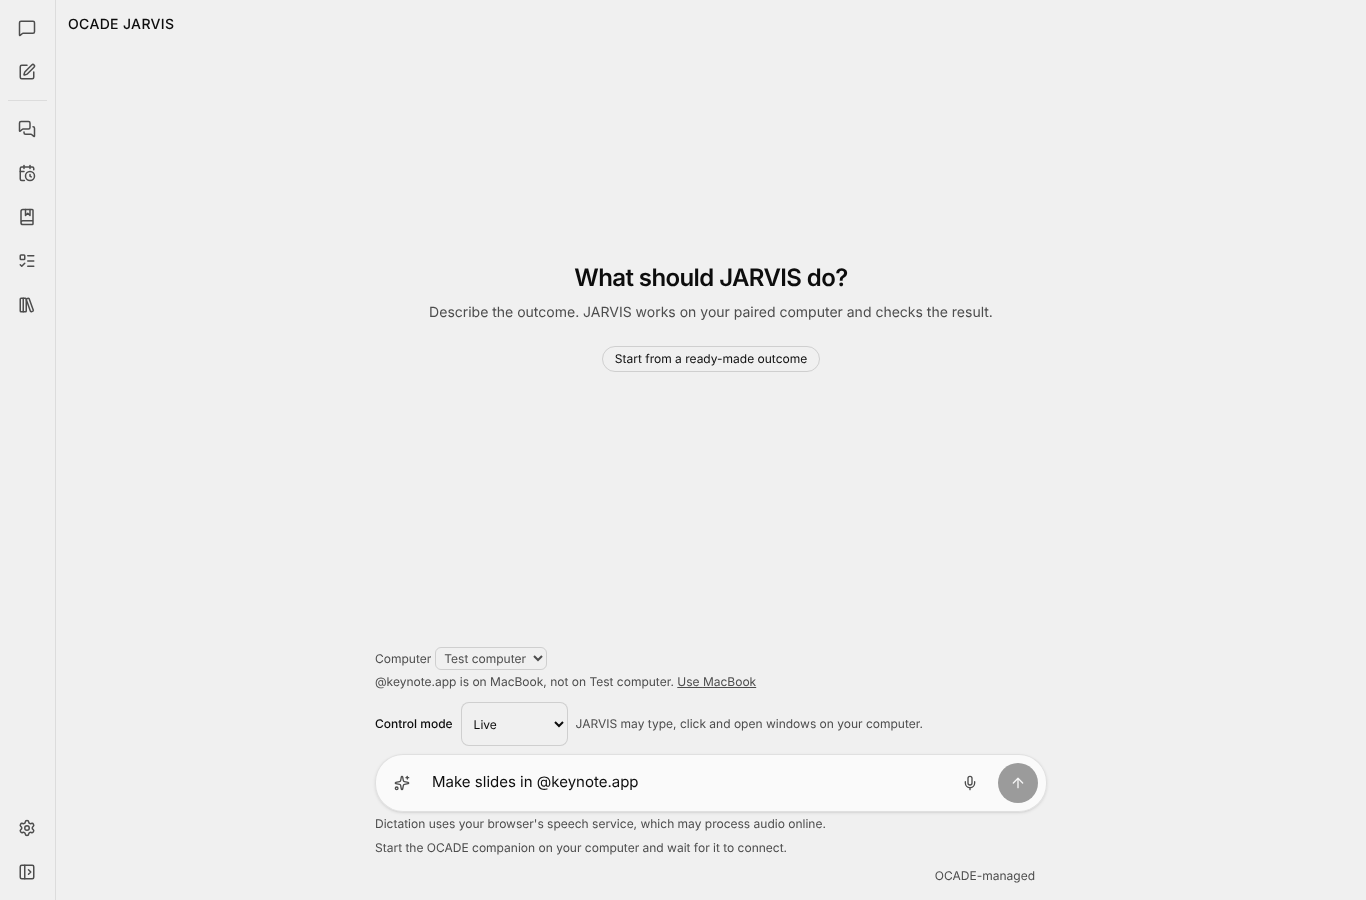 OCADE JARVIS
What should JARVIS do?
Describe the outcome. JARVIS works on your paired computer and checks the result.
Start from a ready-made outcome
Computer Test computer
@keynote.app is on MacBook, not on Test computer. Use MacBook
Control mode Live JARVIS may type, click and open windows on your computer.
Make slides in @keynote.app
Dictation uses your browser's speech service, which may process audio online.
Start the OCADE companion on your computer and wait for it to connect.
OCADE-managed